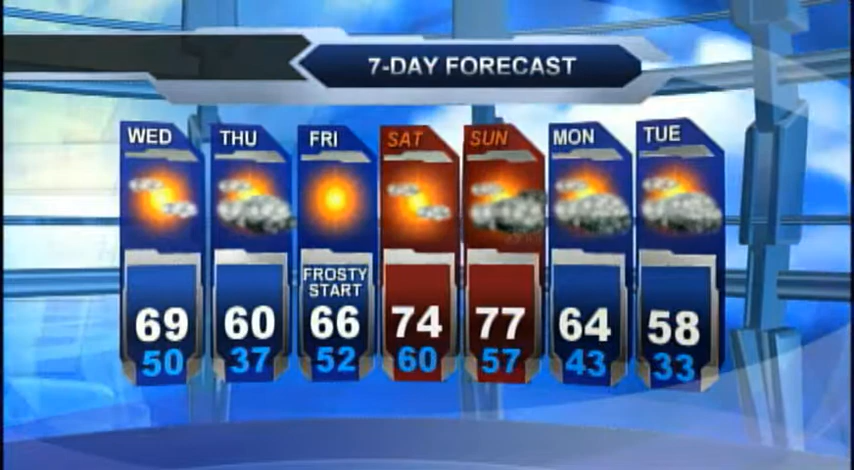 7-DAY FORECAST
WED THU FRI SAT SUN MON TUE
FROSTY
START
69 60 66 74 77 64 58
50 37 52 60 57 43 33